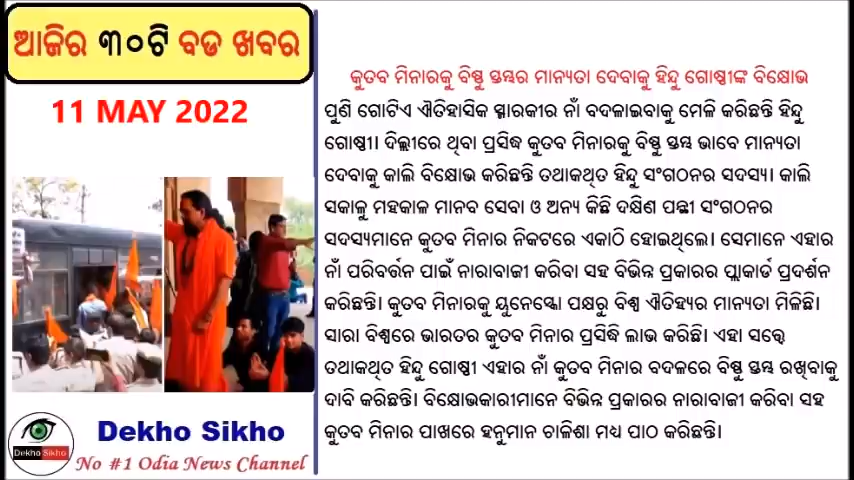 ଆଜିର ୩୦ଟି ବଡ ଖବର
11 MAY 2022
କୁତବ ମିନାରକୁ ବିଷ୍ଣୁ ସ୍ତମ୍ଭର ମାନ୍ୟତା ଦେବାକୁ ହିନ୍ଦୁ ଗୋଷ୍ଠୀଙ୍କ ବିକ୍ଷୋଭ
ପୁଣି ଗୋଟିଏ ଐତିହାସିକ ସ୍ମାରକୀର ନାଁ ବଦଳାଇବାକୁ ମେଳି କରିଛନ୍ତି ହିନ୍ଦୁ
ଗୋଷ୍ଠୀ। ଦିଲ୍ଲୀରେ ଥିବା ପ୍ରସିଦ୍ଧ କୁତବ ମିନାରକୁ ବିଷ୍ଣୁ ସ୍ତମ୍ଭ ଭାବେ ମାନ୍ୟତା
ଦେବାକୁ କାଲି ବିକ୍ଷୋଭ କରିଛନ୍ତି ତଥାକଥିତ ହିନ୍ଦୁ ସଂଗଠନର ସଦସ୍ୟ। କାଲି
ସକାଳୁ ମହକାଳ ମାନବ ସେବା ଓ ଅନ୍ୟ କିଛି ଦକ୍ଷିଣ ପନ୍ଥୀ ସଂଗଠନର
ସଦସ୍ୟମାନେ କୁତବ ମିନାର ନିକଟରେ ଏକାଠି ହୋଇଥିଲେ। ସେମାନେ ଏହାର
ନାଁ ପରିବର୍ତ୍ତନ ପାଇଁ ନାରାବାଜୀ କରିବା ସହ ବିଭିନ୍ନ ପ୍ରକାରର ପ୍ଲାକାର୍ଡ ପ୍ରଦର୍ଶନ
କରିଛନ୍ତି। କୁତବ ମିନାରକୁ ୟୁନେସ୍କୋ ପକ୍ଷରୁ ବିଶ୍ୱ ଐତିହ୍ୟର ମାନ୍ୟତା ମିଳିଛି।
ସାରା ବିଶ୍ୱରେ ଭାରତର କୁତବ ମିନାର ପ୍ରସିଦ୍ଧି ଲାଭ କରିଛି। ଏହା ସତ୍ତ୍ୱେ
ତଥାକଥିତ ହିନ୍ଦୁ ଗୋଷ୍ଠୀ ଏହାର ନାଁ କୁତବ ମିନାର ବଦଳରେ ବିଷ୍ଣୁ ସ୍ତମ୍ଭ ରଖିବାକୁ
ଦାବି କରିଛନ୍ତି। ବିକ୍ଷୋଭକାରୀମାନେ ବିଭିନ୍ନ ପ୍ରକାରର ନାରାବାଜୀ କରିବା ସହ
କୁତବ ମିନାର ପାଖରେ ହନୁମାନ ଚାଳିଶା ମଧ୍ୟ ପାଠ କରିଛନ୍ତି।
Dekho Sikho
Dekho Sikho
No #1 Odia News Channel